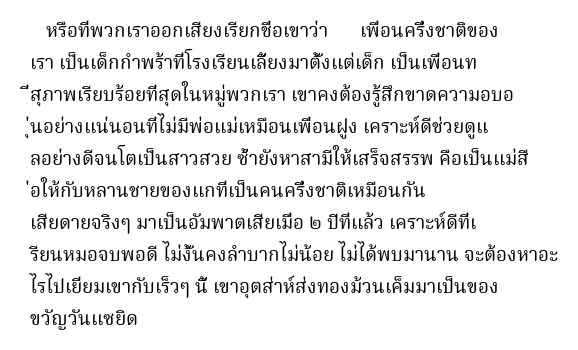 หรือที่พวกเราออกเสียงเรียกชื่อเขาว่า เพื่อนครึ่งชาติของ
เรา เป็นเด็กกำพร้าที่โรงเรียนเลี้ยงมาตั้งแต่เด็ก เป็นเพื่อนท
ี่สุภาพเรียบร้อยที่สุดในหมู่พวกเรา เขาคงต้องรู้สึกขาดความอบอ
ุ่นอย่างแน่นอนที่ไม่มีพ่อแม่เหมือนเพื่อนฝูง เคราะห์ดีช่วยดูแ
ลอย่างดีจนโตเป็นสาวสวย ซ้ำยังหาสามีให้เสร็จสรรพ คือเป็นแม่สื
่อให้กับหลานชายของแกที่เป็นคนครึ่งชาติเหมือนกัน
เสียดายจริงๆ มาเป็นอัมพาตเสียเมื่อ ๒ ปีที่แล้ว เคราะห์ดีที่เ
รียนหมอจบพอดี ไม่งั้นคงลำบากไม่น้อย ไม่ได้พบมานาน จะต้องหาอะ
ไรไปเยี่ยมเขากับเร็วๆ นี้ เขาอุตส่าห์ส่งทองม้วนเค็มมาเป็นของ
ขวัญวันแซยิด